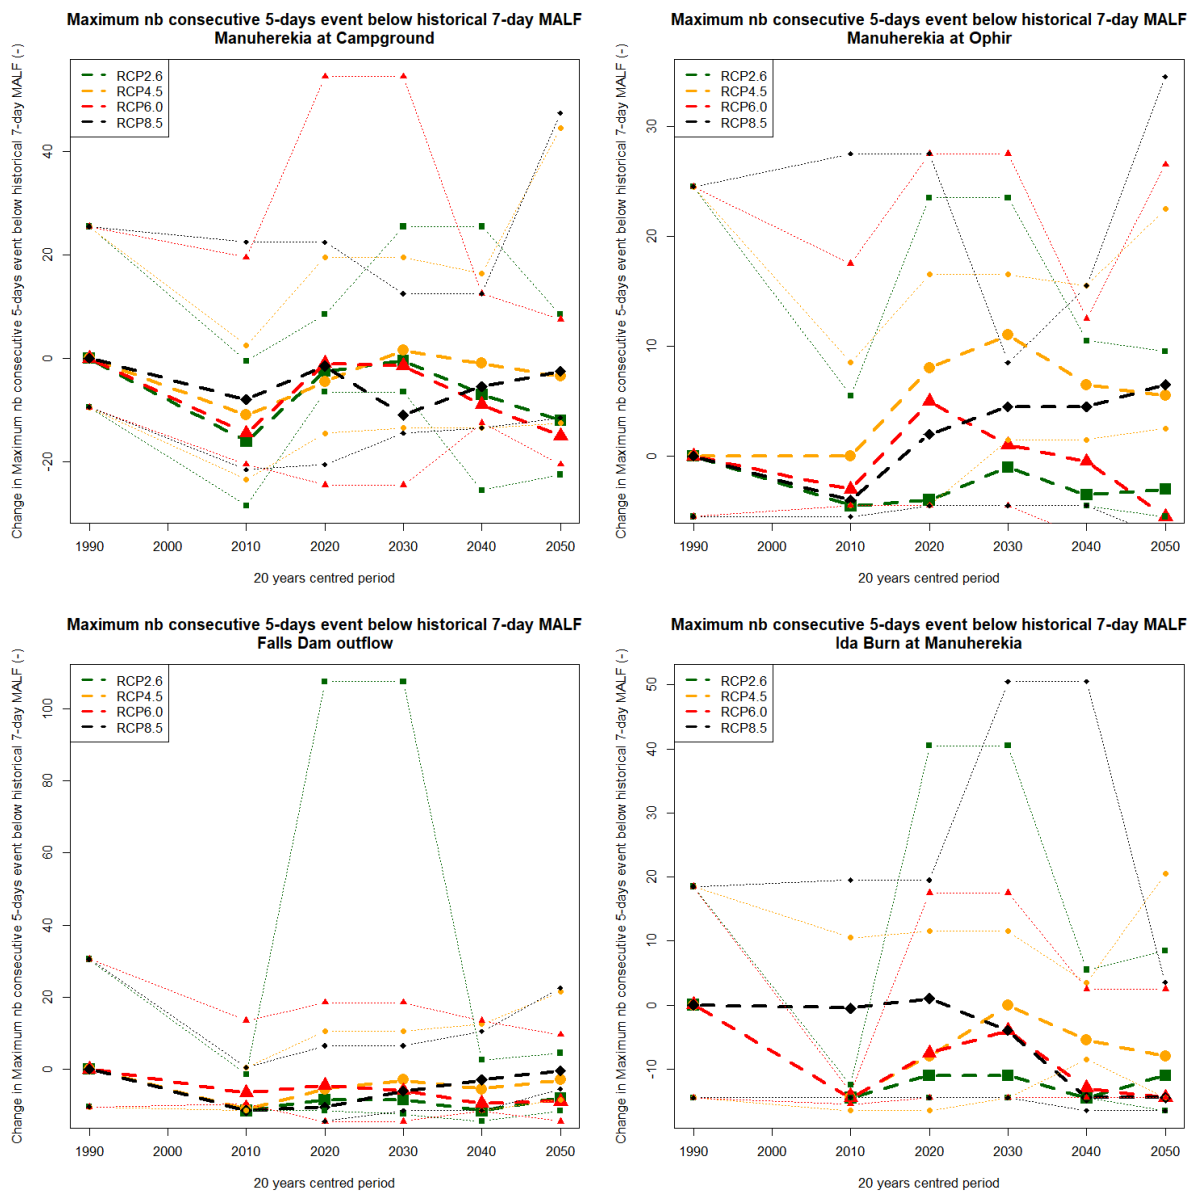 Maximum nb consecutive 5-days event below historical 7-day MALF
Manuherekia at Campground
Change in Maximum nb consecutive 5-days event below historical 7-day MALF (-)
RCP2.6
RCP4.5
RCP6.0
RCP8.5
40
20
0
-20
1990 2000 2010 2020 2030 2040 2050
20 years centred period
Maximum nb consecutive 5-days event below historical 7-day MALF
Manuherekia at Ophir
Change in Maximum nb consecutive 5-days event below historical 7-day MALF (-)
RCP2.6
RCP4.5
RCP6.0
RCP8.5
30
20
10
0
1990 2000 2010 2020 2030 2040 2050
20 years centred period
Maximum nb consecutive 5-days event below historical 7-day MALF
Falls Dam outflow
Change in Maximum nb consecutive 5-days event below historical 7-day MALF (-)
RCP2.6
RCP4.5
RCP6.0
RCP8.5
100
80
60
40
20
0
1990 2000 2010 2020 2030 2040 2050
20 years centred period
Maximum nb consecutive 5-days event below historical 7-day MALF
Ida Burn at Manuherekia
Change in Maximum nb consecutive 5-days event below historical 7-day MALF (-)
RCP2.6
RCP4.5
RCP6.0
RCP8.5
50
40
30
20
10
0
-10
1990 2000 2010 2020 2030 2040 2050
20 years centred period